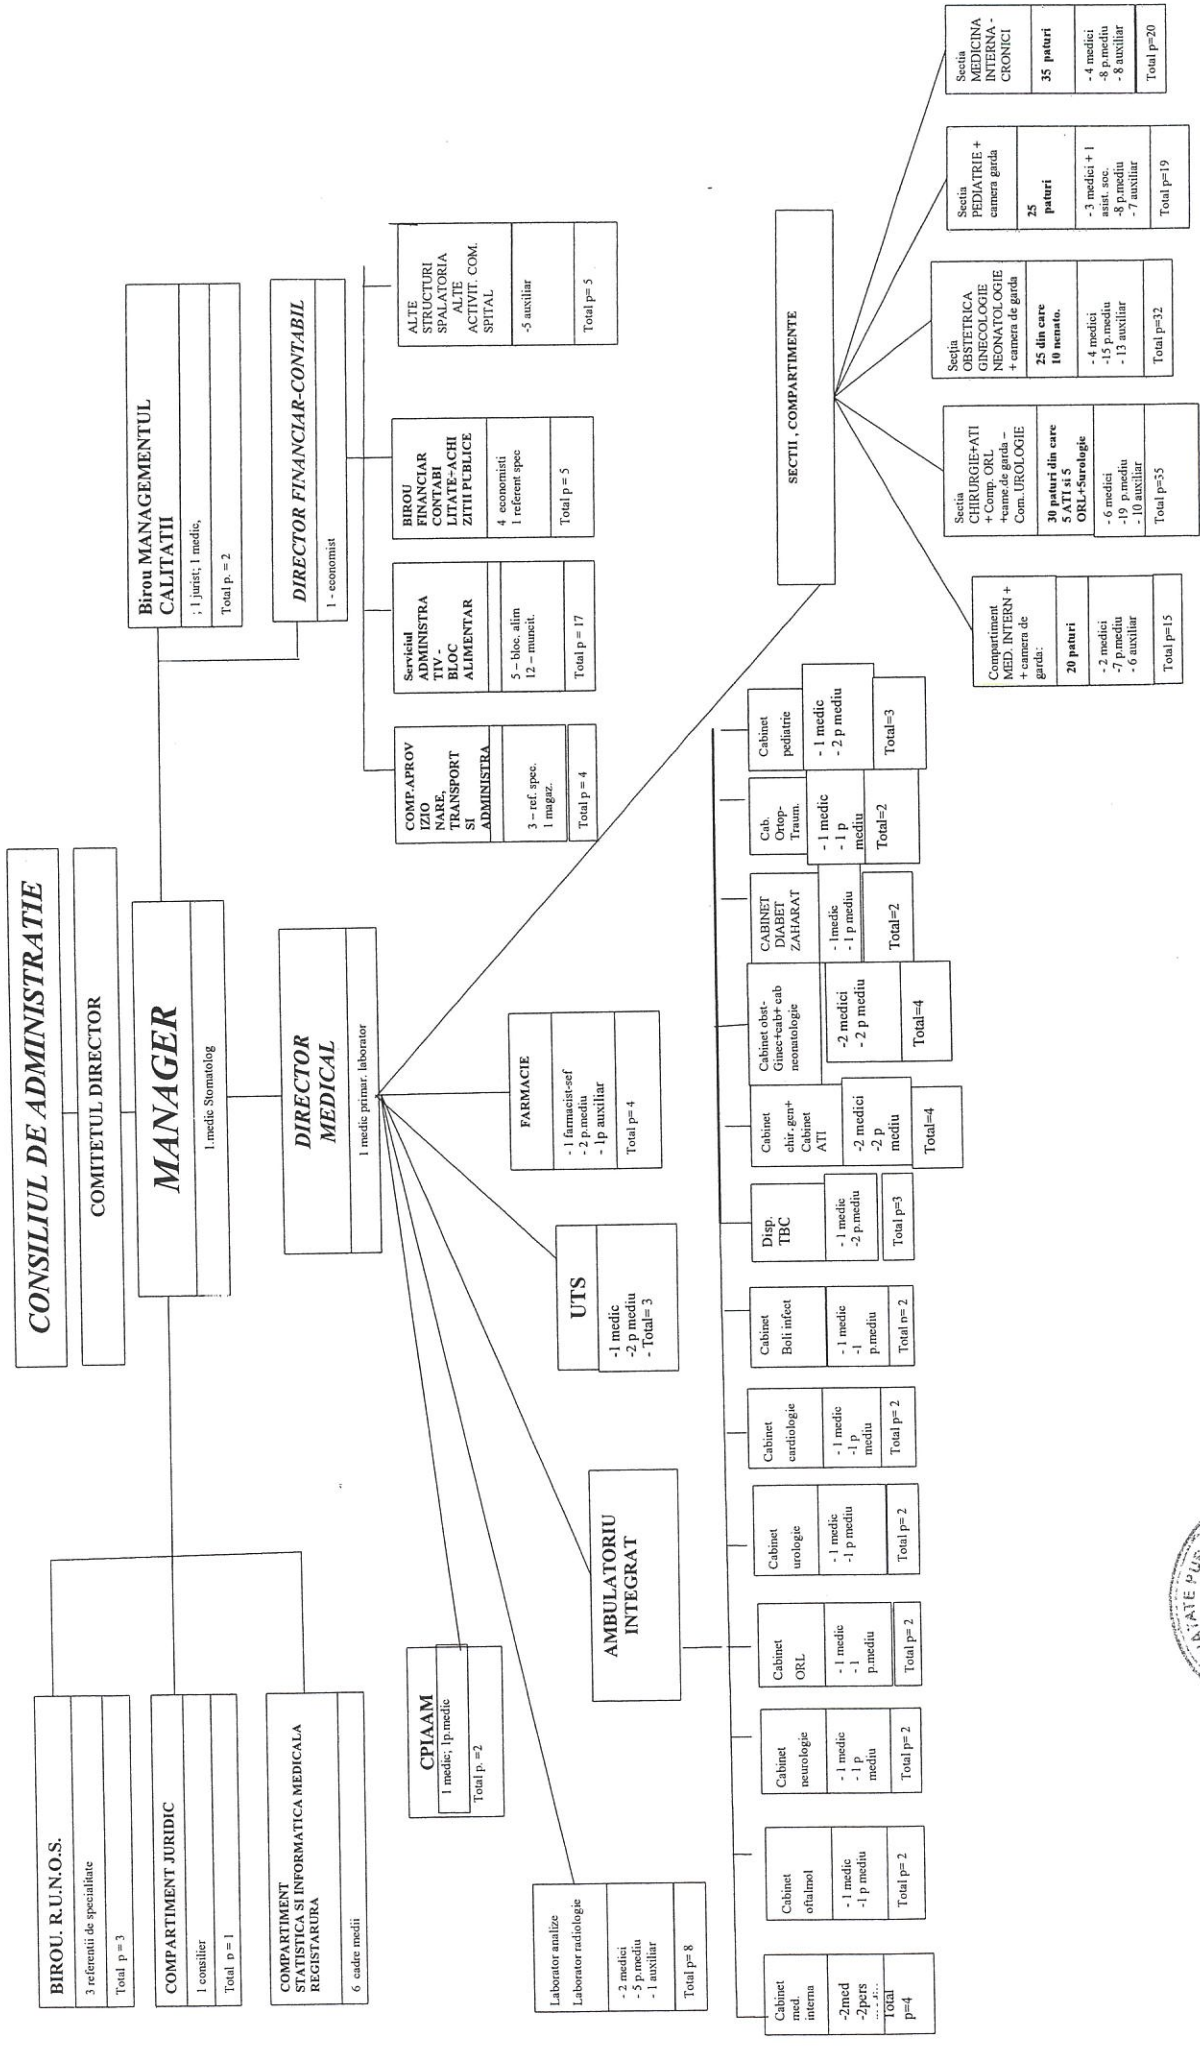 CONSILIUL DE ADMINISTRATIE
COMITETUL DIRECTOR
MANAGER
1.medic Stomatolog
BIROU. R.U.N.O.S.
3 referenti de specialitate
Total p = 3
COMPARTIMENT JURIDIC
1 consilier
Total p = 1
COMPARTIMENT
STATISTICA SI INFORMATICA MEDICALA
REGISTARURA
6 cadre medii
Birou MANAGEMENTUL
CALITATII
; 1 jurist; 1 medic,
Total p. = 2
DIRECTOR FINANCIAR-CONTABIL
1 - economist
DIRECTOR
MEDICAL
1 medic primar. laborator
COMP.APROV
IZIO
NARE,
TRANSPORT
SI
ADMINISTRA
3 – ref. spec.
1 magaz.
Total p = 4
Serviciul
ADMINISTRA
TIV -
BLOC
ALIMENTAR
5 – bloc. alim
12 – muncit.
Total p = 17
BIROU
FINANCIAR
CONTABI
LITATE+ACHI
ZITII PUBLICE
4 economisti
1 referent spec
Total p = 5
ALTE
STRUCTURI
SPALATORIA
ALTE
ACTIVIT. COM.
SPITAL
-5 auxiliar
Total p= 5
CPIAAM
1 medic; 1p.medic
Total p. =2
Laborator analize
Laborator radiologie
- 2 medici
- 5 p.mediu
- 1 auxiliar
Total p= 8
AMBULATORIU
INTEGRAT
UTS
-1 medic
-2 p mediu
- Total= 3
FARMACIE
- 1 farmacist-sef
- 2 p.mediu
- 1p auxiliar
Total p= 4
SECTII , COMPARTIMENTE
Cabinet
med.
interna
-2med
-2pers
Total
p=4
Cabinet
oftalmol
- 1 medic
-1 p mediu
Total p= 2
Cabinet
neurologie
- 1 medic
- 1 p
mediu
Total p= 2
Cabinet
ORL
- 1 medic
- 1
p.mediu
Total p= 2
Cabinet
urologie
- 1 medic
-1 p mediu
Total p= 2
Cabinet
cardiologie
- 1 medic
-1 p
mediu
Total p= 2
Cabinet
Boli infect
- 1 medic
-1
p.mediu
Total p= 2
Disp.
TBC
- 1 medic
-2 p.mediu
Total p=3
Cabinet
chir.gen+
Cabinet
ATI
-2 medici
-2 p
mediu
Total=4
Cabinet obst-
Ginec+cab+ cab
neonatologie
-2 medici
- 2 p mediu
Total=4
CABINET
DIABET
ZAHARAT
- 1medic
- 1 p mediu
Total=2
Cab.
Ortop-
Traum.
- 1 medic
- 1 p
mediu
Total=2
Cabinet
pediatrie
- 1 medic
- 2 p mediu
Total=3
Compartiment
MED. INTERN +
+ camera de
garda:
20 paturi
- 2 medici
-7 p.mediu
- 6 auxiliar
Total p=15
Sectia
CHIRURGIE+ATI
+ Comp. ORL
+came.de garda –
Com.UROLOGIE
30 paturi din care
5 ATI si 5
ORL+5urologie
- 6 medici
-19 p.mediu
- 10 auxiliar
Total p=35
Secţia
OBSTETRICA
GINECOLOGIE
NEONATOLOGIE
+ camera de garda
25 din care
10 nenato.
- 4 medici
-15 p.mediu
- 13 auxiliar
Total p=32
Sectia
PEDIATRIE +
camera garda
25
paturi
- 3 medici + 1
asist. soc.
-8 p.mediu
- 7 auxiliar
Total p=19
Sectia
MEDICINA
INTERNA -
CRONICI
35 paturi
- 4 medici
-8 p.mediu
- 8 auxiliar
Total p=20